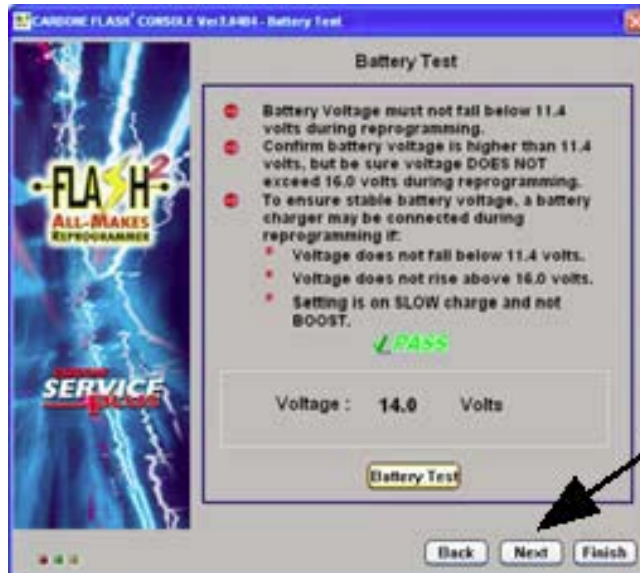 CARDONE FLASH² CONSOLE Ver3.0404 - Battery Test
Battery Test
Battery Voltage must not fall below 11.4
volts during reprogramming.
Confirm battery voltage is higher than 11.4
volts, but be sure voltage DOES NOT
exceed 16.0 volts during reprogramming.
To ensure stable battery voltage, a battery
charger may be connected during
reprogramming if:
Voltage does not fall below 11.4 volts.
Voltage does not rise above 16.0 volts.
Setting is on SLOW charge and not
BOOST.
PASS
Voltage : 14.0 Volts
Battery Test
Back Next Finish
FLASH2
ALL-MAKES
REPROGRAMMER
CARDONE
SERVICE
PLUS